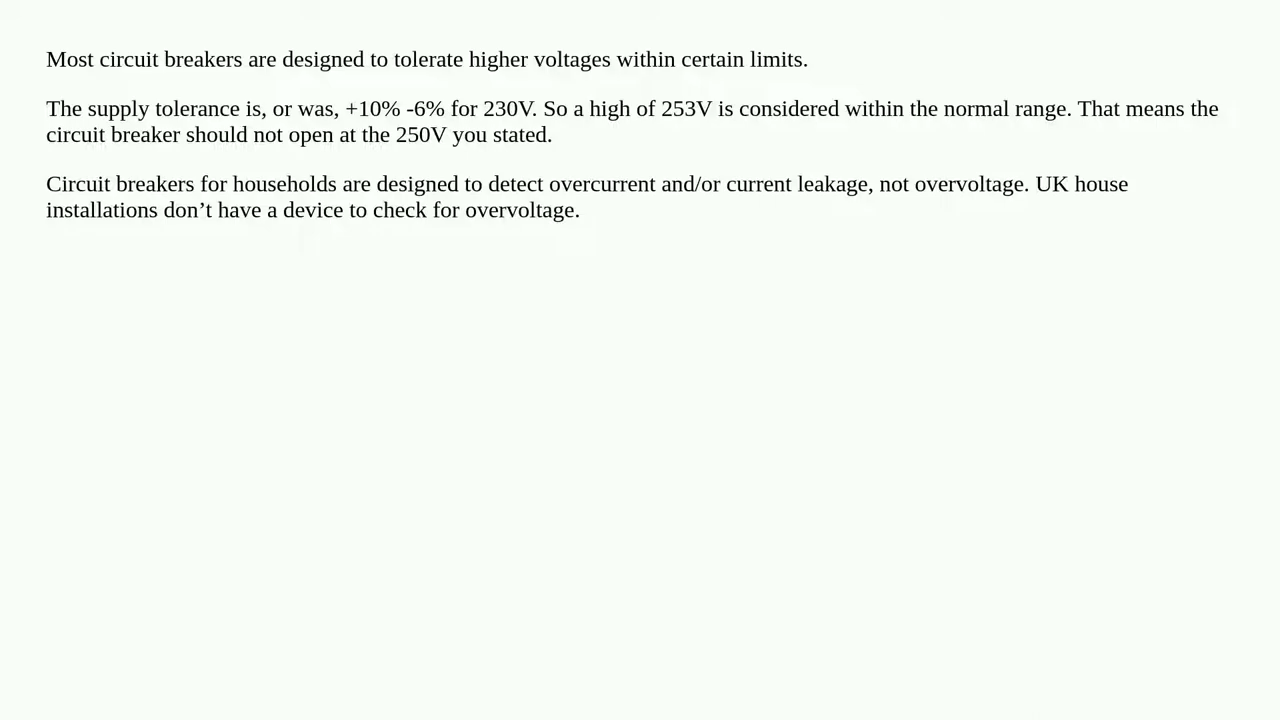 Most circuit breakers are designed to tolerate higher voltages within certain limits.
The supply tolerance is, or was, +10% -6% for 230V. So a high of 253V is considered within the normal range. That means the
circuit breaker should not open at the 250V you stated.
Circuit breakers for households are designed to detect overcurrent and/or current leakage, not overvoltage. UK house
installations don’t have a device to check for overvoltage.